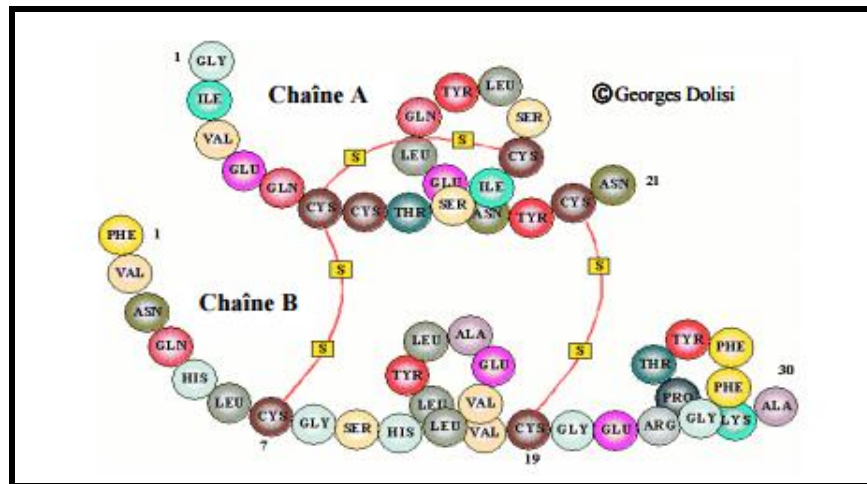 1
GLY
ILE
VAL
GLU
GLN
CYS
CYS
THR
SER
ILE
CYS
SER
LEU
TYR
GLN
LEU
GLU
ASN
TYR
CYS
ASN
21
Chaîne A
©Georges Dolisi
S
S
S
S
S
S
Chaîne B
1
PHE
VAL
ASN
GLN
HIS
LEU
CYS
7
GLY
SER
HIS
LEU
VAL
GLU
ALA
LEU
TYR
LEU
VAL
CYS
19
GLY
GLU
ARG
GLY
PHE
PHE
TYR
THR
PRO
LYS
ALA
30